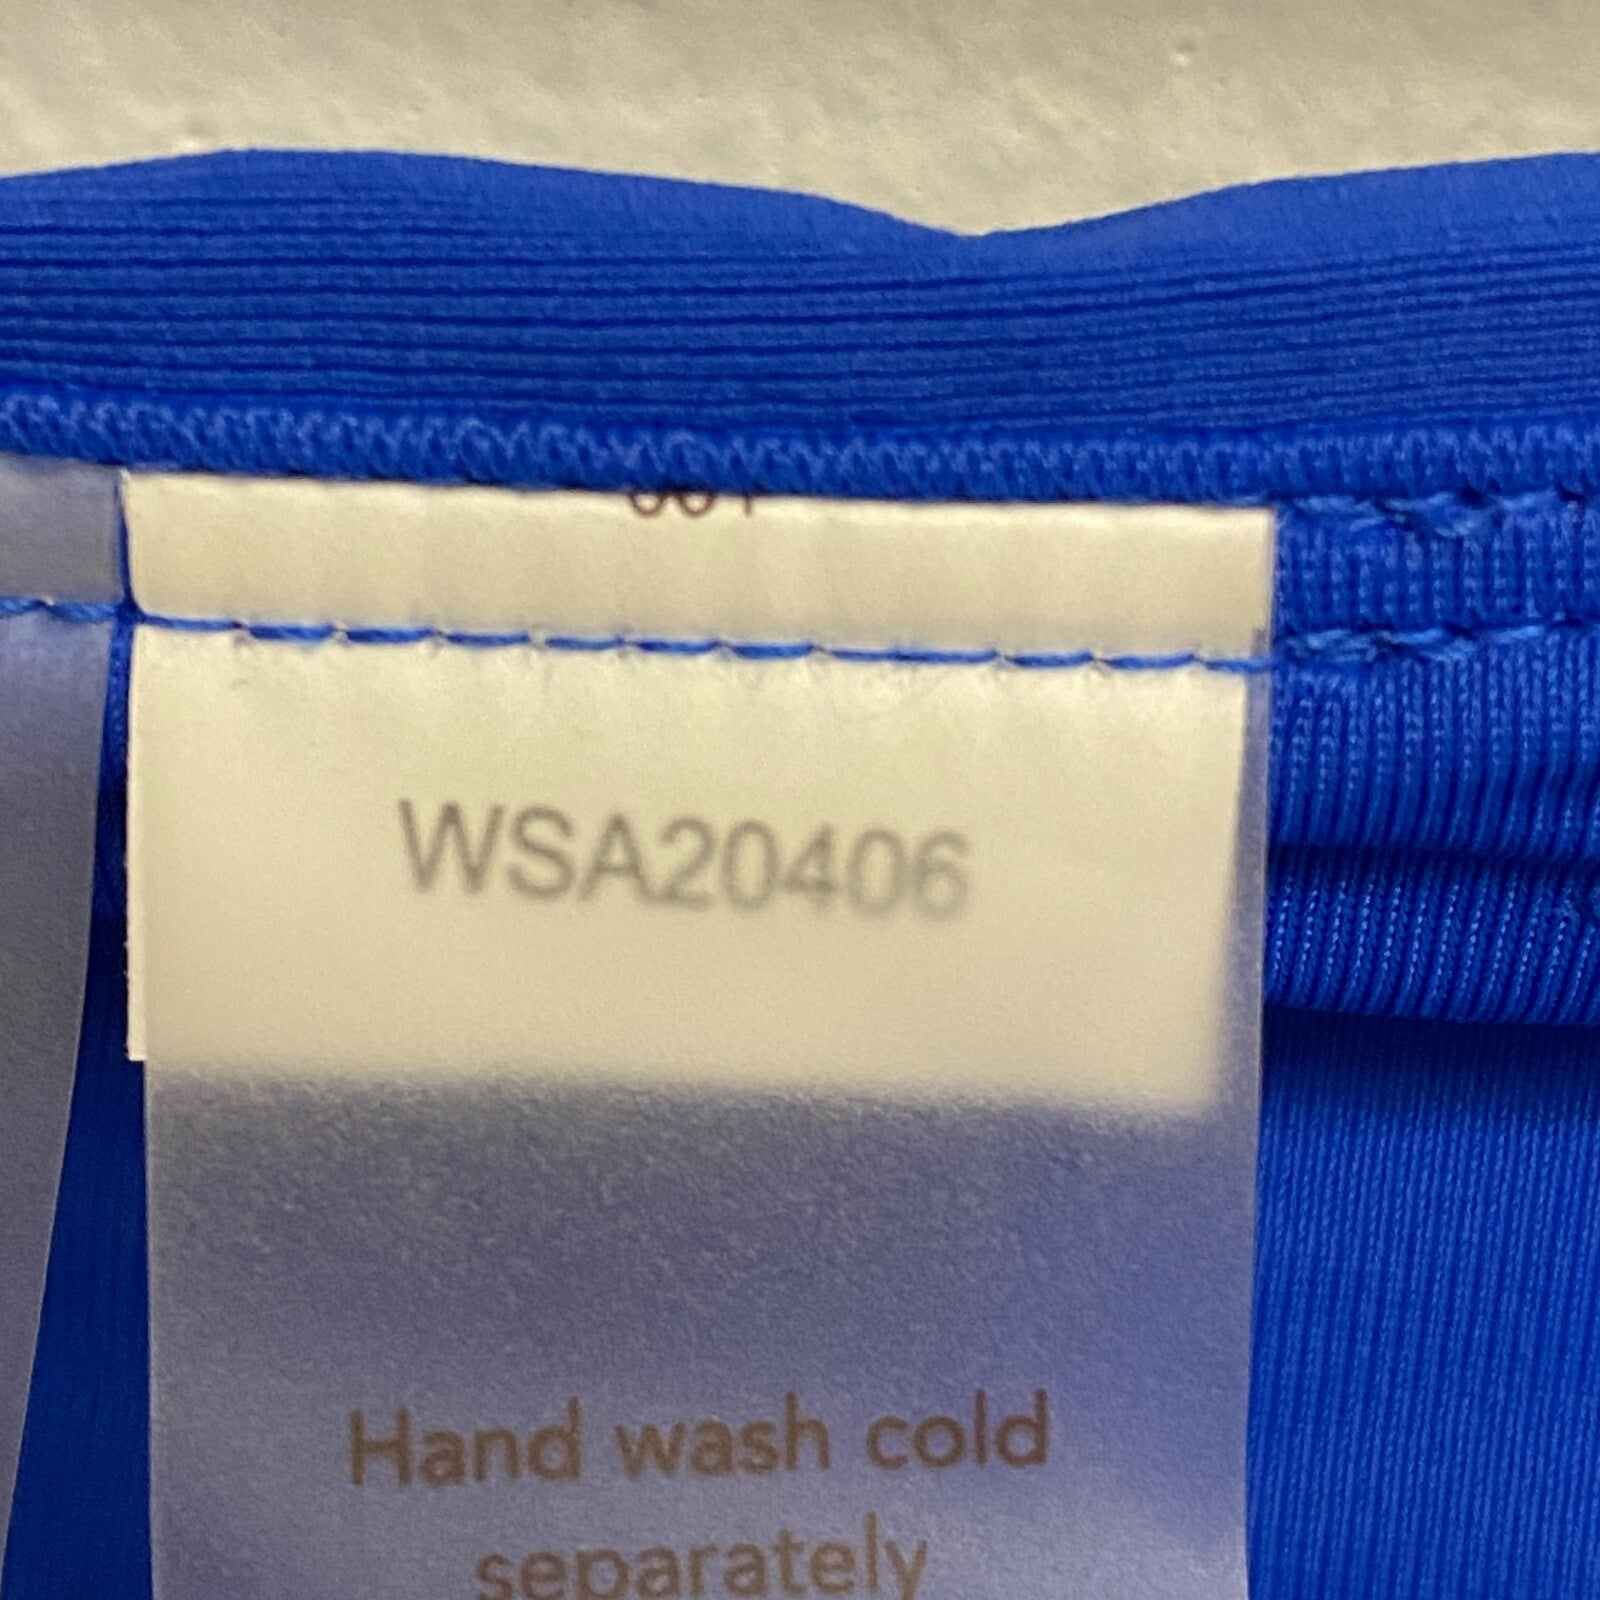 WSA20406
Hand wash cold
separately